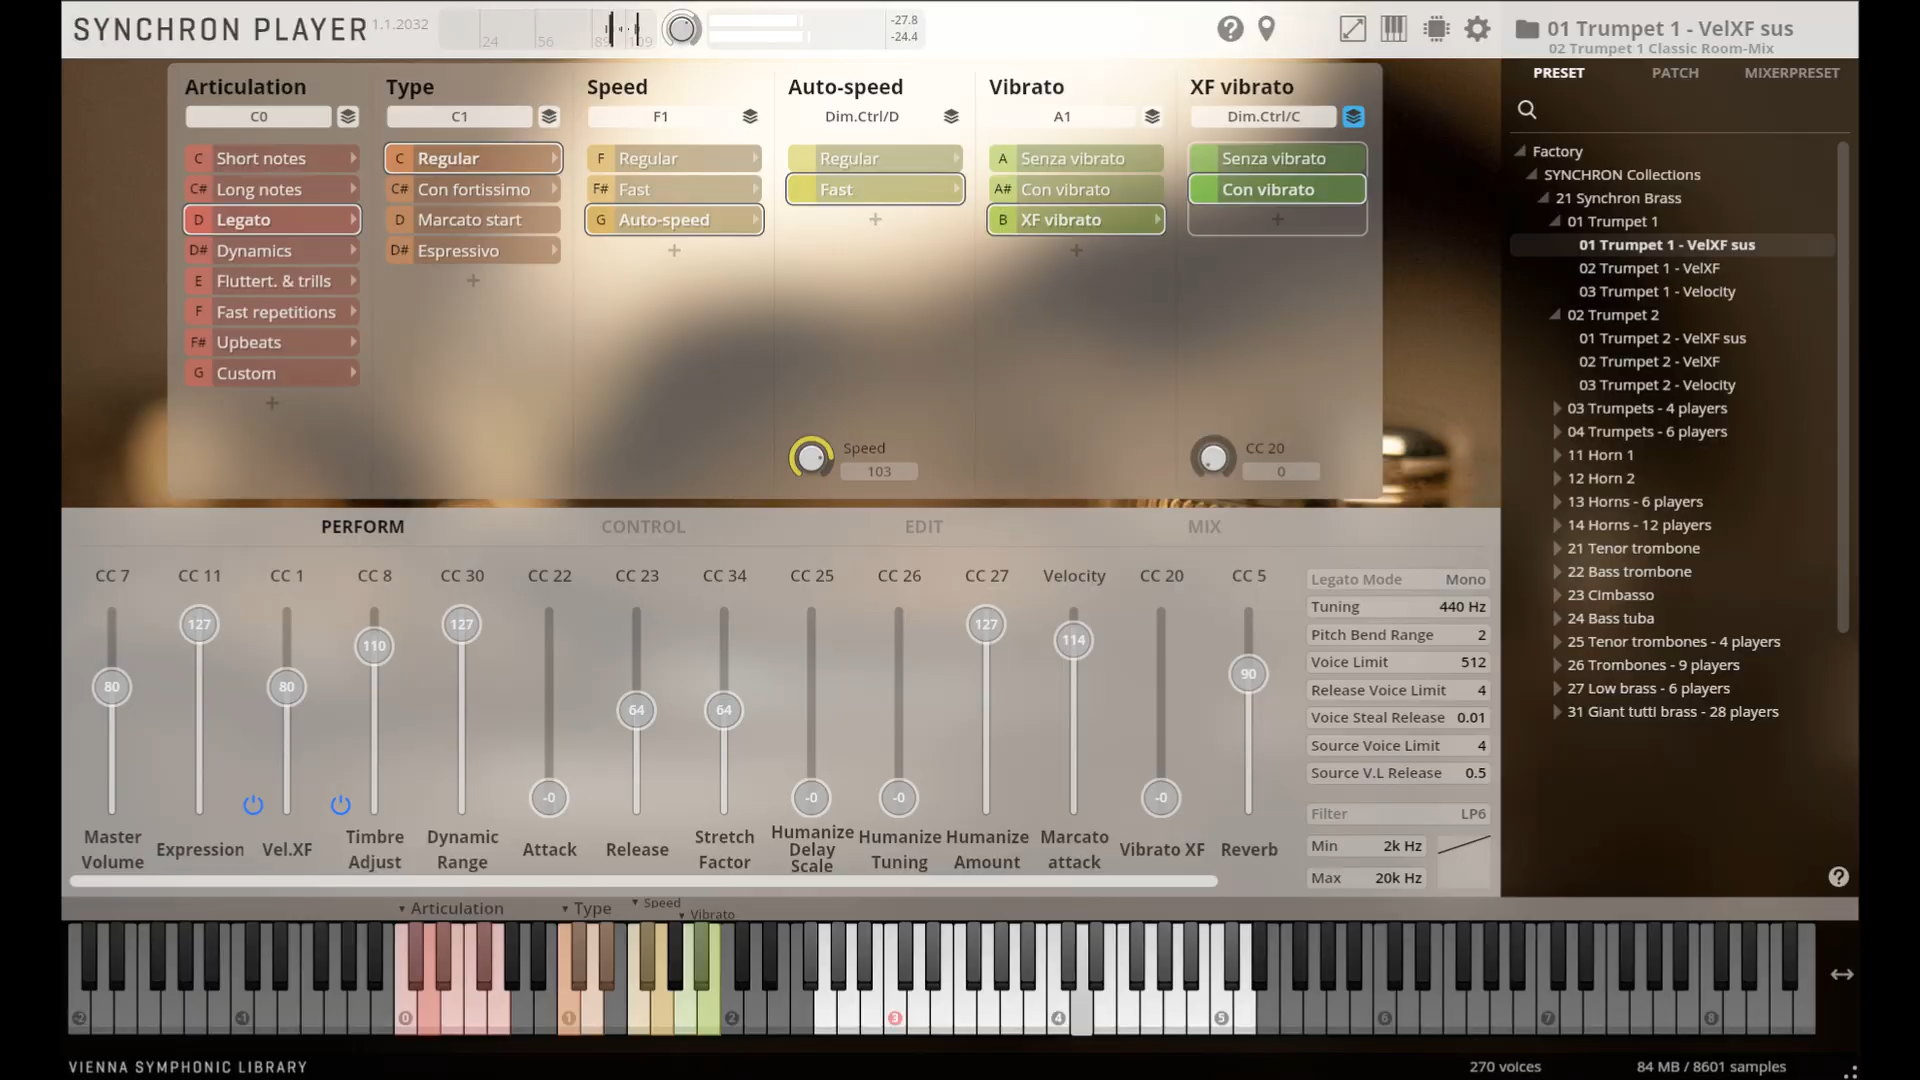 SYNCHRON PLAYER 1.1.2032
24 56 89 109
-27.8
-24.4
01 Trumpet 1 - VelXF sus
02 Trumpet 1 Classic Room-Mix
Articulation
C0
C Short notes
C# Long notes
D Legato
D# Dynamics
E Fluttert. & trills
F Fast repetitions
F# Upbeats
G Custom
+
Type
C1
C Regular
C# Con fortissimo
D Marcato start
D# Espressivo
+
Speed
F1
F Regular
F# Fast
G Auto-speed
+
Auto-speed
Dim.Ctrl/D
Regular
Fast
+
Speed
103
Vibrato
A1
A Senza vibrato
A# Con vibrato
B XF vibrato
+
XF vibrato
Dim.Ctrl/C
Senza vibrato
Con vibrato
+
CC 20
0
PRESET PATCH MIXERPRESET
Factory
SYNCHRON Collections
21 Synchron Brass
01 Trumpet 1
01 Trumpet 1 - VelXF sus
02 Trumpet 1 - VelXF
03 Trumpet 1 - Velocity
02 Trumpet 2
01 Trumpet 2 - VelXF sus
02 Trumpet 2 - VelXF
03 Trumpet 2 - Velocity
03 Trumpets - 4 players
04 Trumpets - 6 players
11 Horn 1
12 Horn 2
13 Horns - 6 players
14 Horns - 12 players
21 Tenor trombone
22 Bass trombone
23 Cimbasso
24 Bass tuba
25 Tenor trombones - 4 players
26 Trombones - 9 players
27 Low brass - 6 players
31 Giant tutti brass - 28 players
?
PERFORM CONTROL EDIT MIX
CC 7 CC 11 CC 1 CC 8 CC 30 CC 22 CC 23 CC 34 CC 25 CC 26 CC 27 Velocity CC 20 CC 5
80 127 80 110 127 -0 64 64 -0 -0 127 114 -0 90
Master Volume
Expression
Vel.XF
Timbre Adjust
Dynamic Range
Attack
Release
Stretch Factor
Humanize Delay Scale
Humanize Tuning
Humanize Amount
Marcato attack
Vibrato XF
Reverb
Legato Mode Mono
Tuning 440 Hz
Pitch Bend Range 2
Voice Limit 512
Release Voice Limit 4
Voice Steal Release 0.01
Source Voice Limit 4
Source V.L Release 0.5
Filter LP6
Min 2k Hz
Max 20k Hz
Articulation Type Speed Vibrato
-2 -1 0 1 2 3 4 5 6 7 8
VIENNA SYMPHONIC LIBRARY
270 voices 84 MB / 8601 samples